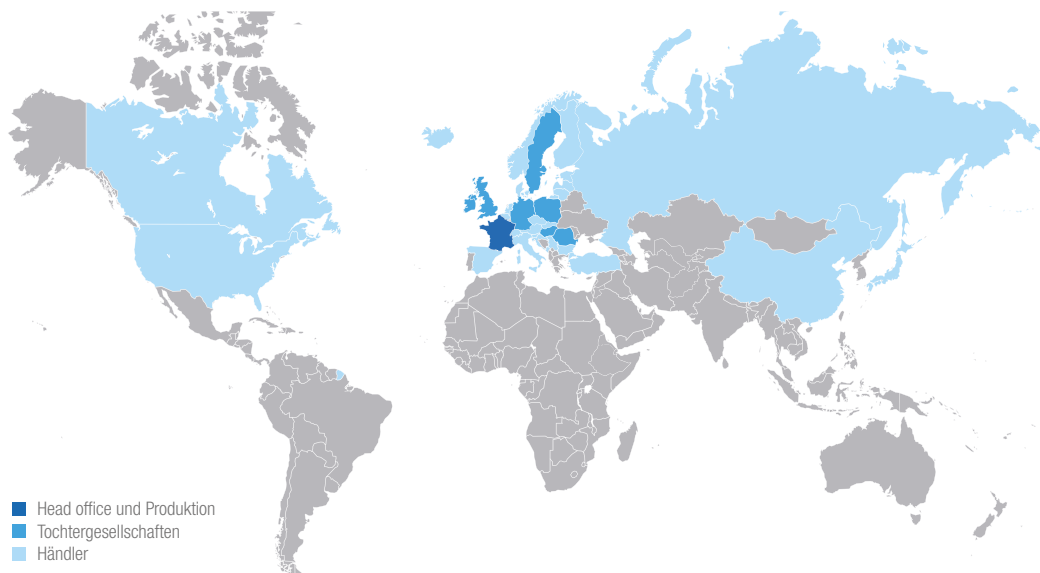 Head office und Produktion
Tochtergesellschaften
Händler